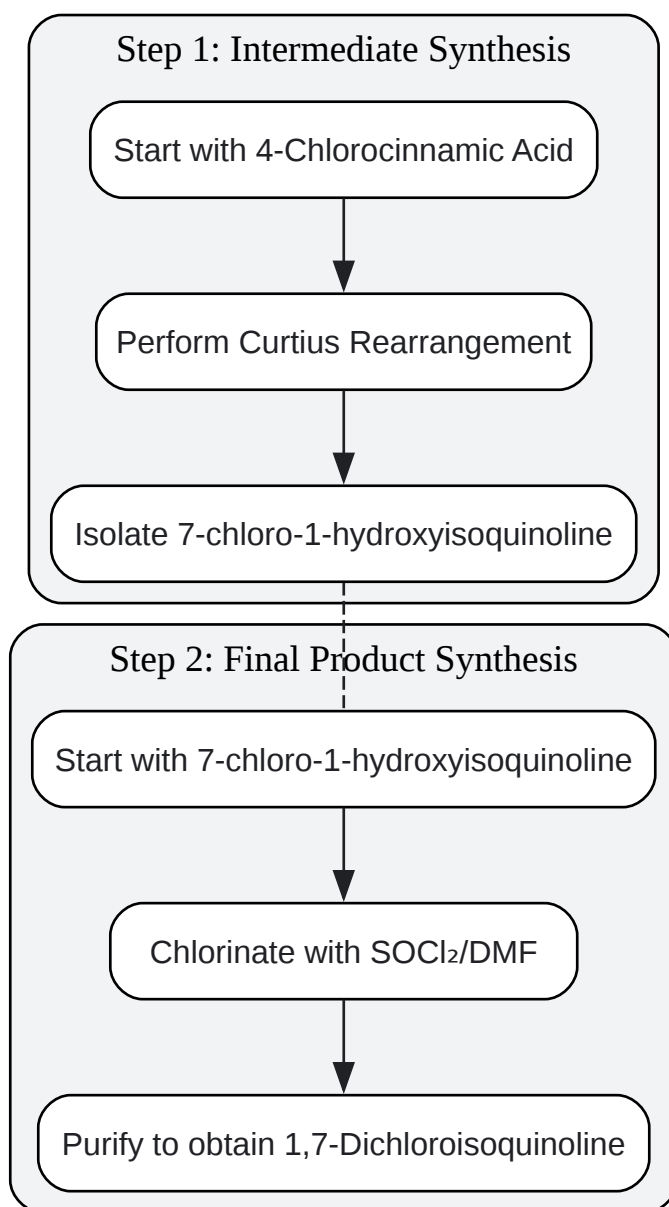 Step 1: Intermediate Synthesis
Start with 4-Chlorocinnamic Acid
Perform Curtius Rearrangement
Isolate 7-chloro-1-hydroxyisoquinoline
Step 2: Final Product Synthesis
Start with 7-chloro-1-hydroxyisoquinoline
Chlorinate with SOCl₂/DMF
Purify to obtain 1,7-Dichloroisoquinoline